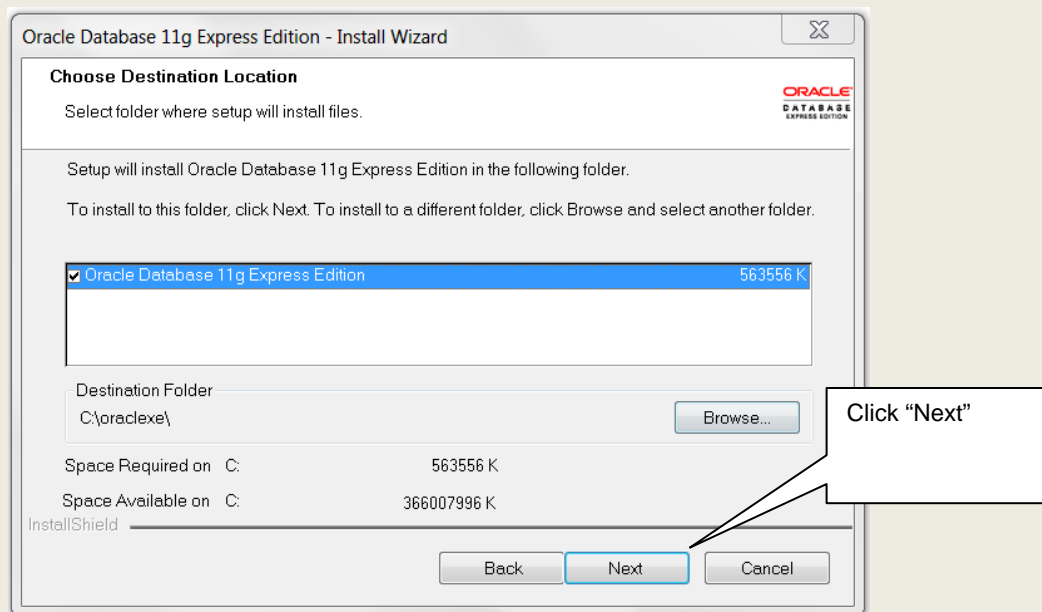 Oracle Database 11g Express Edition - Install Wizard
Choose Destination Location
Select folder where setup will install files.
ORACLE
DATABASE
EXPRESS EDITION
Setup will install Oracle Database 11g Express Edition in the following folder.
To install to this folder, click Next. To install to a different folder, click Browse and select another folder.
Oracle Database 11g Express Edition 563556 K
Destination Folder
C:\oraclexe\ Browse...
Click “Next”
Space Required on C: 563556 K
Space Available on C: 366007996 K
InstallShield
Back Next Cancel